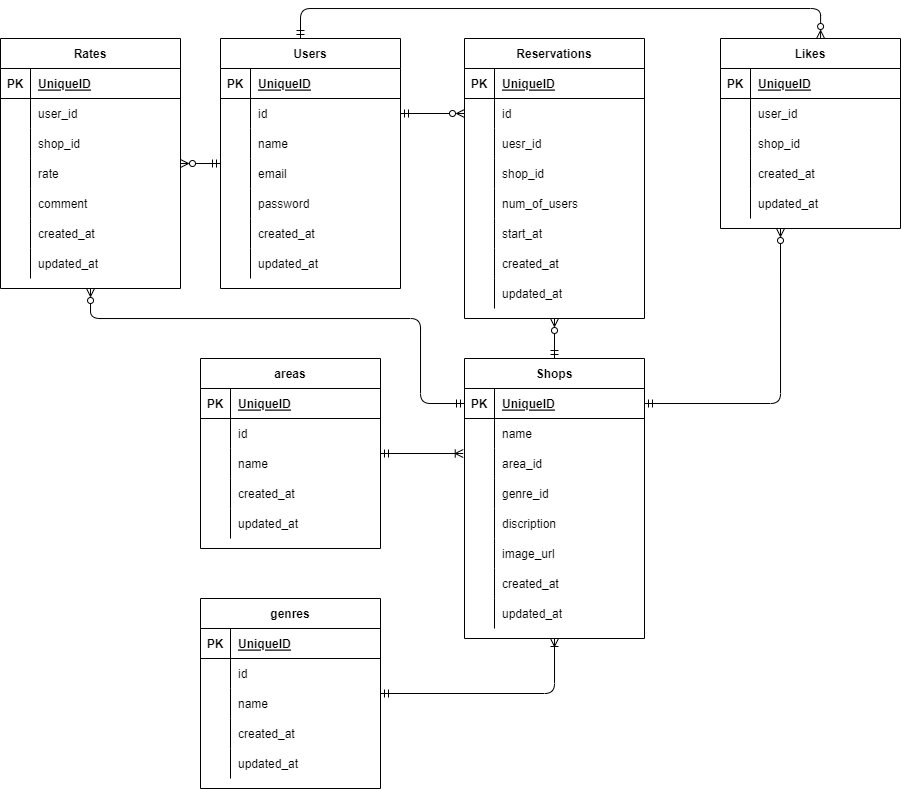 Rates
PK UniqueID
user_id
shop_id
rate
comment
created_at
updated_at
Users
PK UniqueID
id
name
email
password
created_at
updated_at
Reservations
PK UniqueID
id
uesr_id
shop_id
num_of_users
start_at
created_at
updated_at
Likes
PK UniqueID
user_id
shop_id
created_at
updated_at
areas
PK UniqueID
id
name
created_at
updated_at
Shops
PK UniqueID
name
area_id
genre_id
discription
image_url
created_at
updated_at
genres
PK UniqueID
id
name
created_at
updated_at